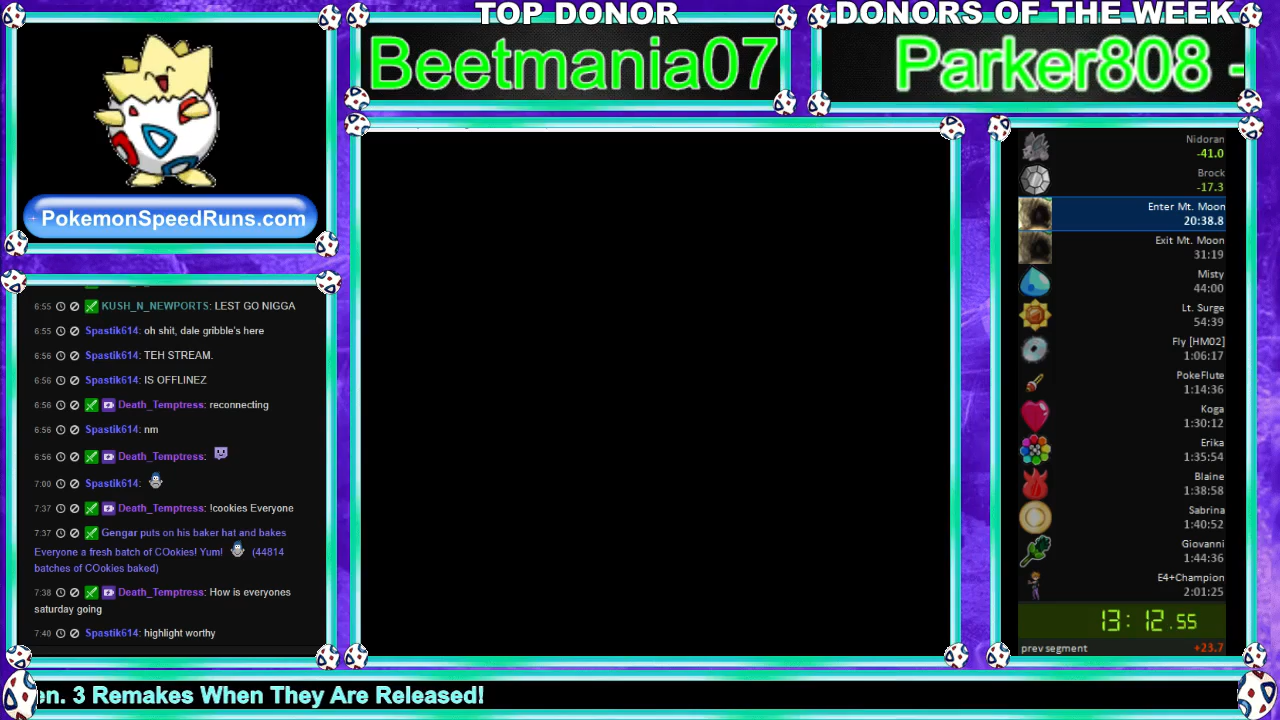 TOP DONOR
DONORS OF THE WEEK
Beetmania07
Parker808 -
PokemonSpeedRuns.com
6:55 KUSH_N_NEWPORTS: LEST GO NIGGA
6:55 Spastik614: oh shit, dale gribble's here
6:56 Spastik614: TEH STREAM.
6:56 Spastik614: IS OFFLINEZ
6:56 Death_Temptress: reconnecting
6:56 Spastik614: nm
6:56 Death_Temptress:
7:00 Spastik614:
7:37 Death_Temptress: !cookies Everyone
7:37 Gengar puts on his baker hat and bakes
Everyone a fresh batch of COokies! Yum! (44814
batches of COokies baked)
7:38 Death_Temptress: How is everyones
saturday going
7:40 Spastik614: highlight worthy
Nidoran
-41.0
Brock
-17.3
Enter Mt. Moon
20:38.8
Exit Mt. Moon
31:19
Misty
44:00
Lt. Surge
54:39
Fly [HM02]
1:06:17
PokeFlute
1:14:36
Koga
1:30:12
Erika
1:35:54
Blaine
1:38:58
Sabrina
1:40:52
Giovanni
1:44:36
E4+Champion
2:01:25
13:12.55
prev segment +23.7
en. 3 Remakes When They Are Released!